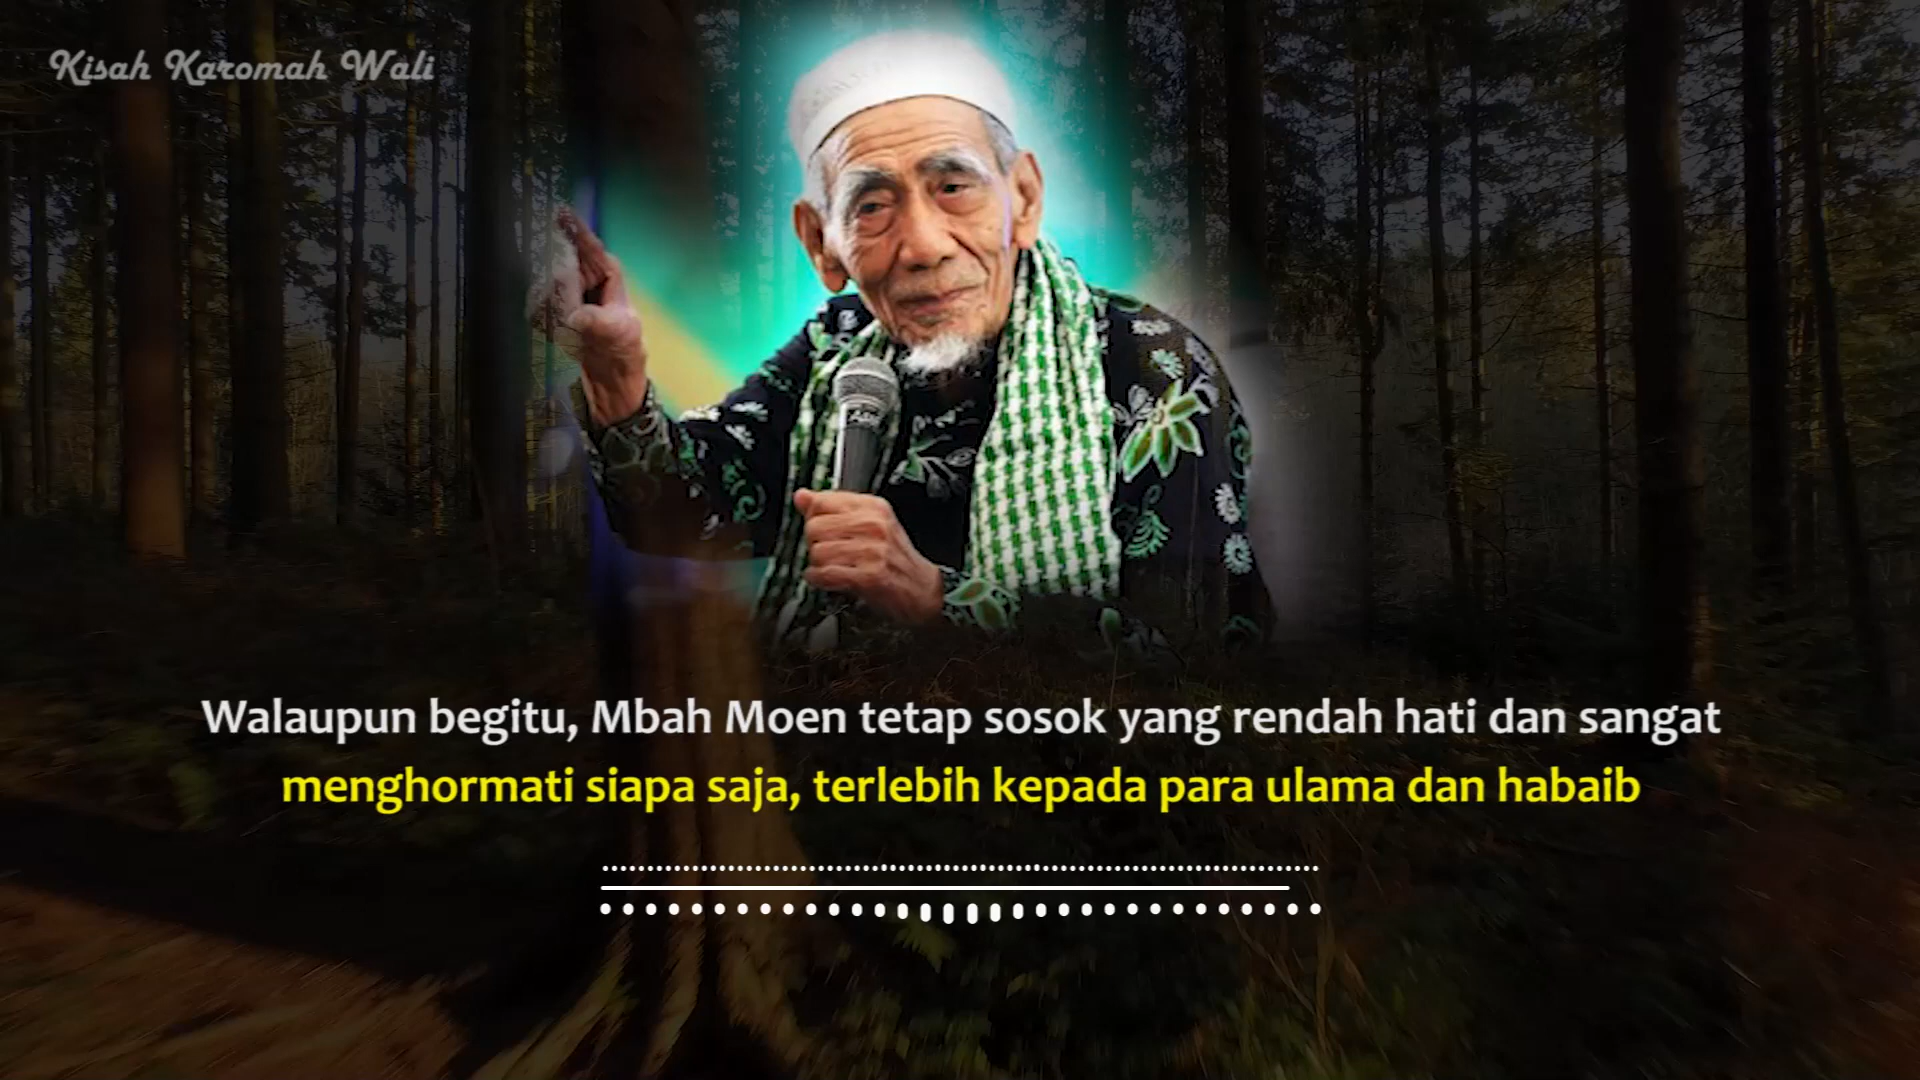 Kisah Karomah Wali
Walaupun begitu, Mbah Moen tetap sosok yang rendah hati dan sangat
menghormati siapa saja, terlebih kepada para ulama dan habaib